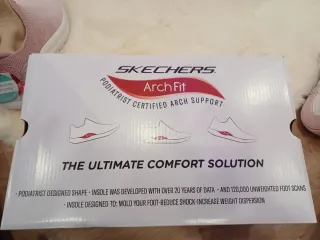 SKECHERS
ArchFit
PODIATRIST CERTIFIED ARCH SUPPORT
THE ULTIMATE COMFORT SOLUTION
· PODIATRIST DESIGNED SHAPE · INSOLE WAS DEVELOPED WITH OVER 20 YEARS OF DATA · AND 120,000 UNWEIGHTED FOOT SCANS
· INSOLE DESIGNED TO: MOLD YOUR FOOT·REDUCE SHOCK·INCREASE WEIGHT DISPERSION